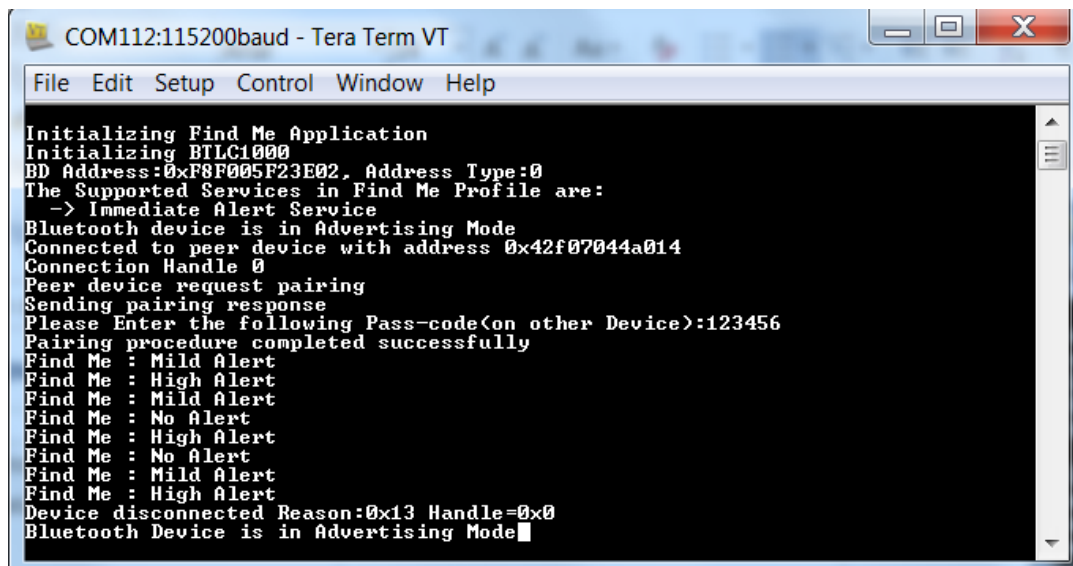 COM112:115200baud - Tera Term VT
File Edit Setup Control Window Help
Initializing Find Me Application
Initializing BTLC1000
BD Address:0xF8F005F23E02, Address Type:0
The Supported Services in Find Me Profile are:
-> Immediate Alert Service
Bluetooth device is in Advertising Mode
Connected to peer device with address 0x42f07044a014
Connection Handle 0
Peer device request pairing
Sending pairing response
Please Enter the following Pass-code(on other Device):123456
Pairing procedure completed successfully
Find Me : Mild Alert
Find Me : High Alert
Find Me : Mild Alert
Find Me : No Alert
Find Me : High Alert
Find Me : No Alert
Find Me : Mild Alert
Find Me : High Alert
Device disconnected Reason:0x13 Handle=0x0
Bluetooth Device is in Advertising Mode